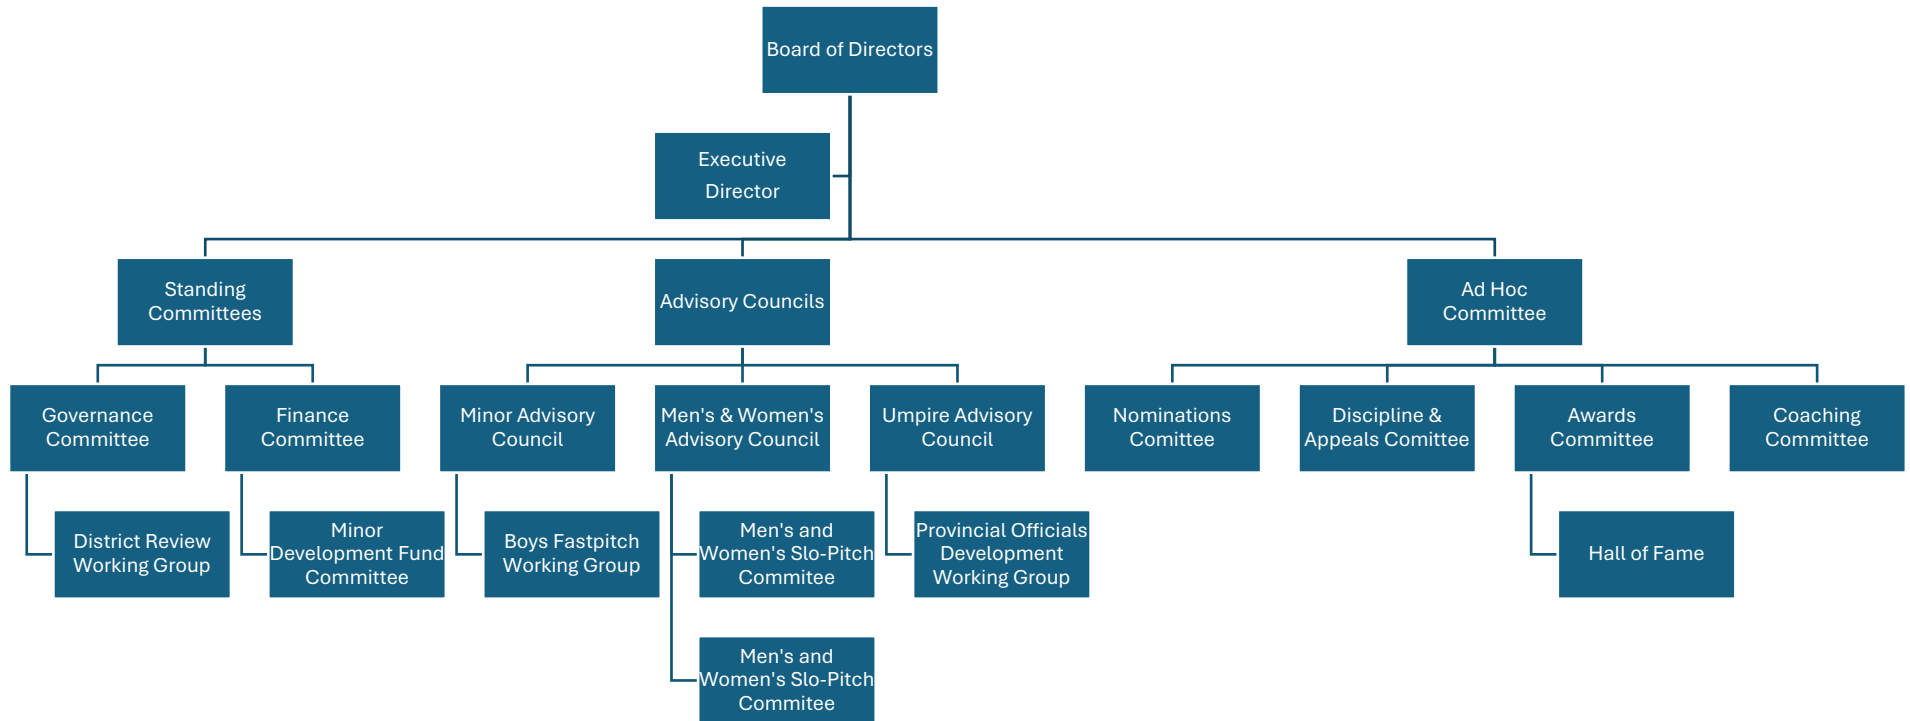 Board of Directors
Executive
Director
Standing
Committees
Advisory Councils
Ad Hoc
Committee
Governance
Committee
Finance
Committee
Minor Advisory
Council
Men's & Women's
Advisory Council
Umpire Advisory
Council
Nominations
Comittee
Discipline &
Appeals Comittee
Awards
Committee
Coaching
Committee
District Review
Working Group
Minor
Development Fund
Committee
Boys Fastpitch
Working Group
Men's and
Women's Slo-Pitch
Commitee
Provincial Officials
Development
Working Group
Hall of Fame
Men's and
Women's Slo-Pitch
Commitee